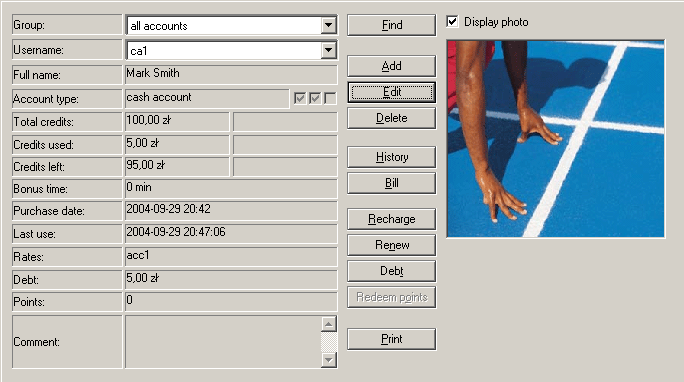 Group: all accounts
Username: ca1
Full name: Mark Smith
Account type: cash account
Total credits: 100,00 zł
Credits used: 5,00 zł
Credits left: 95,00 zł
Bonus time: 0 min
Purchase date: 2004-09-29 20:42
Last use: 2004-09-29 20:47:06
Rates: acc1
Debt: 5,00 zł
Points: 0
Comment:
Find
Add
Edit
Delete
History
Bill
Recharge
Renew
Debt
Redeem points
Print
Display photo